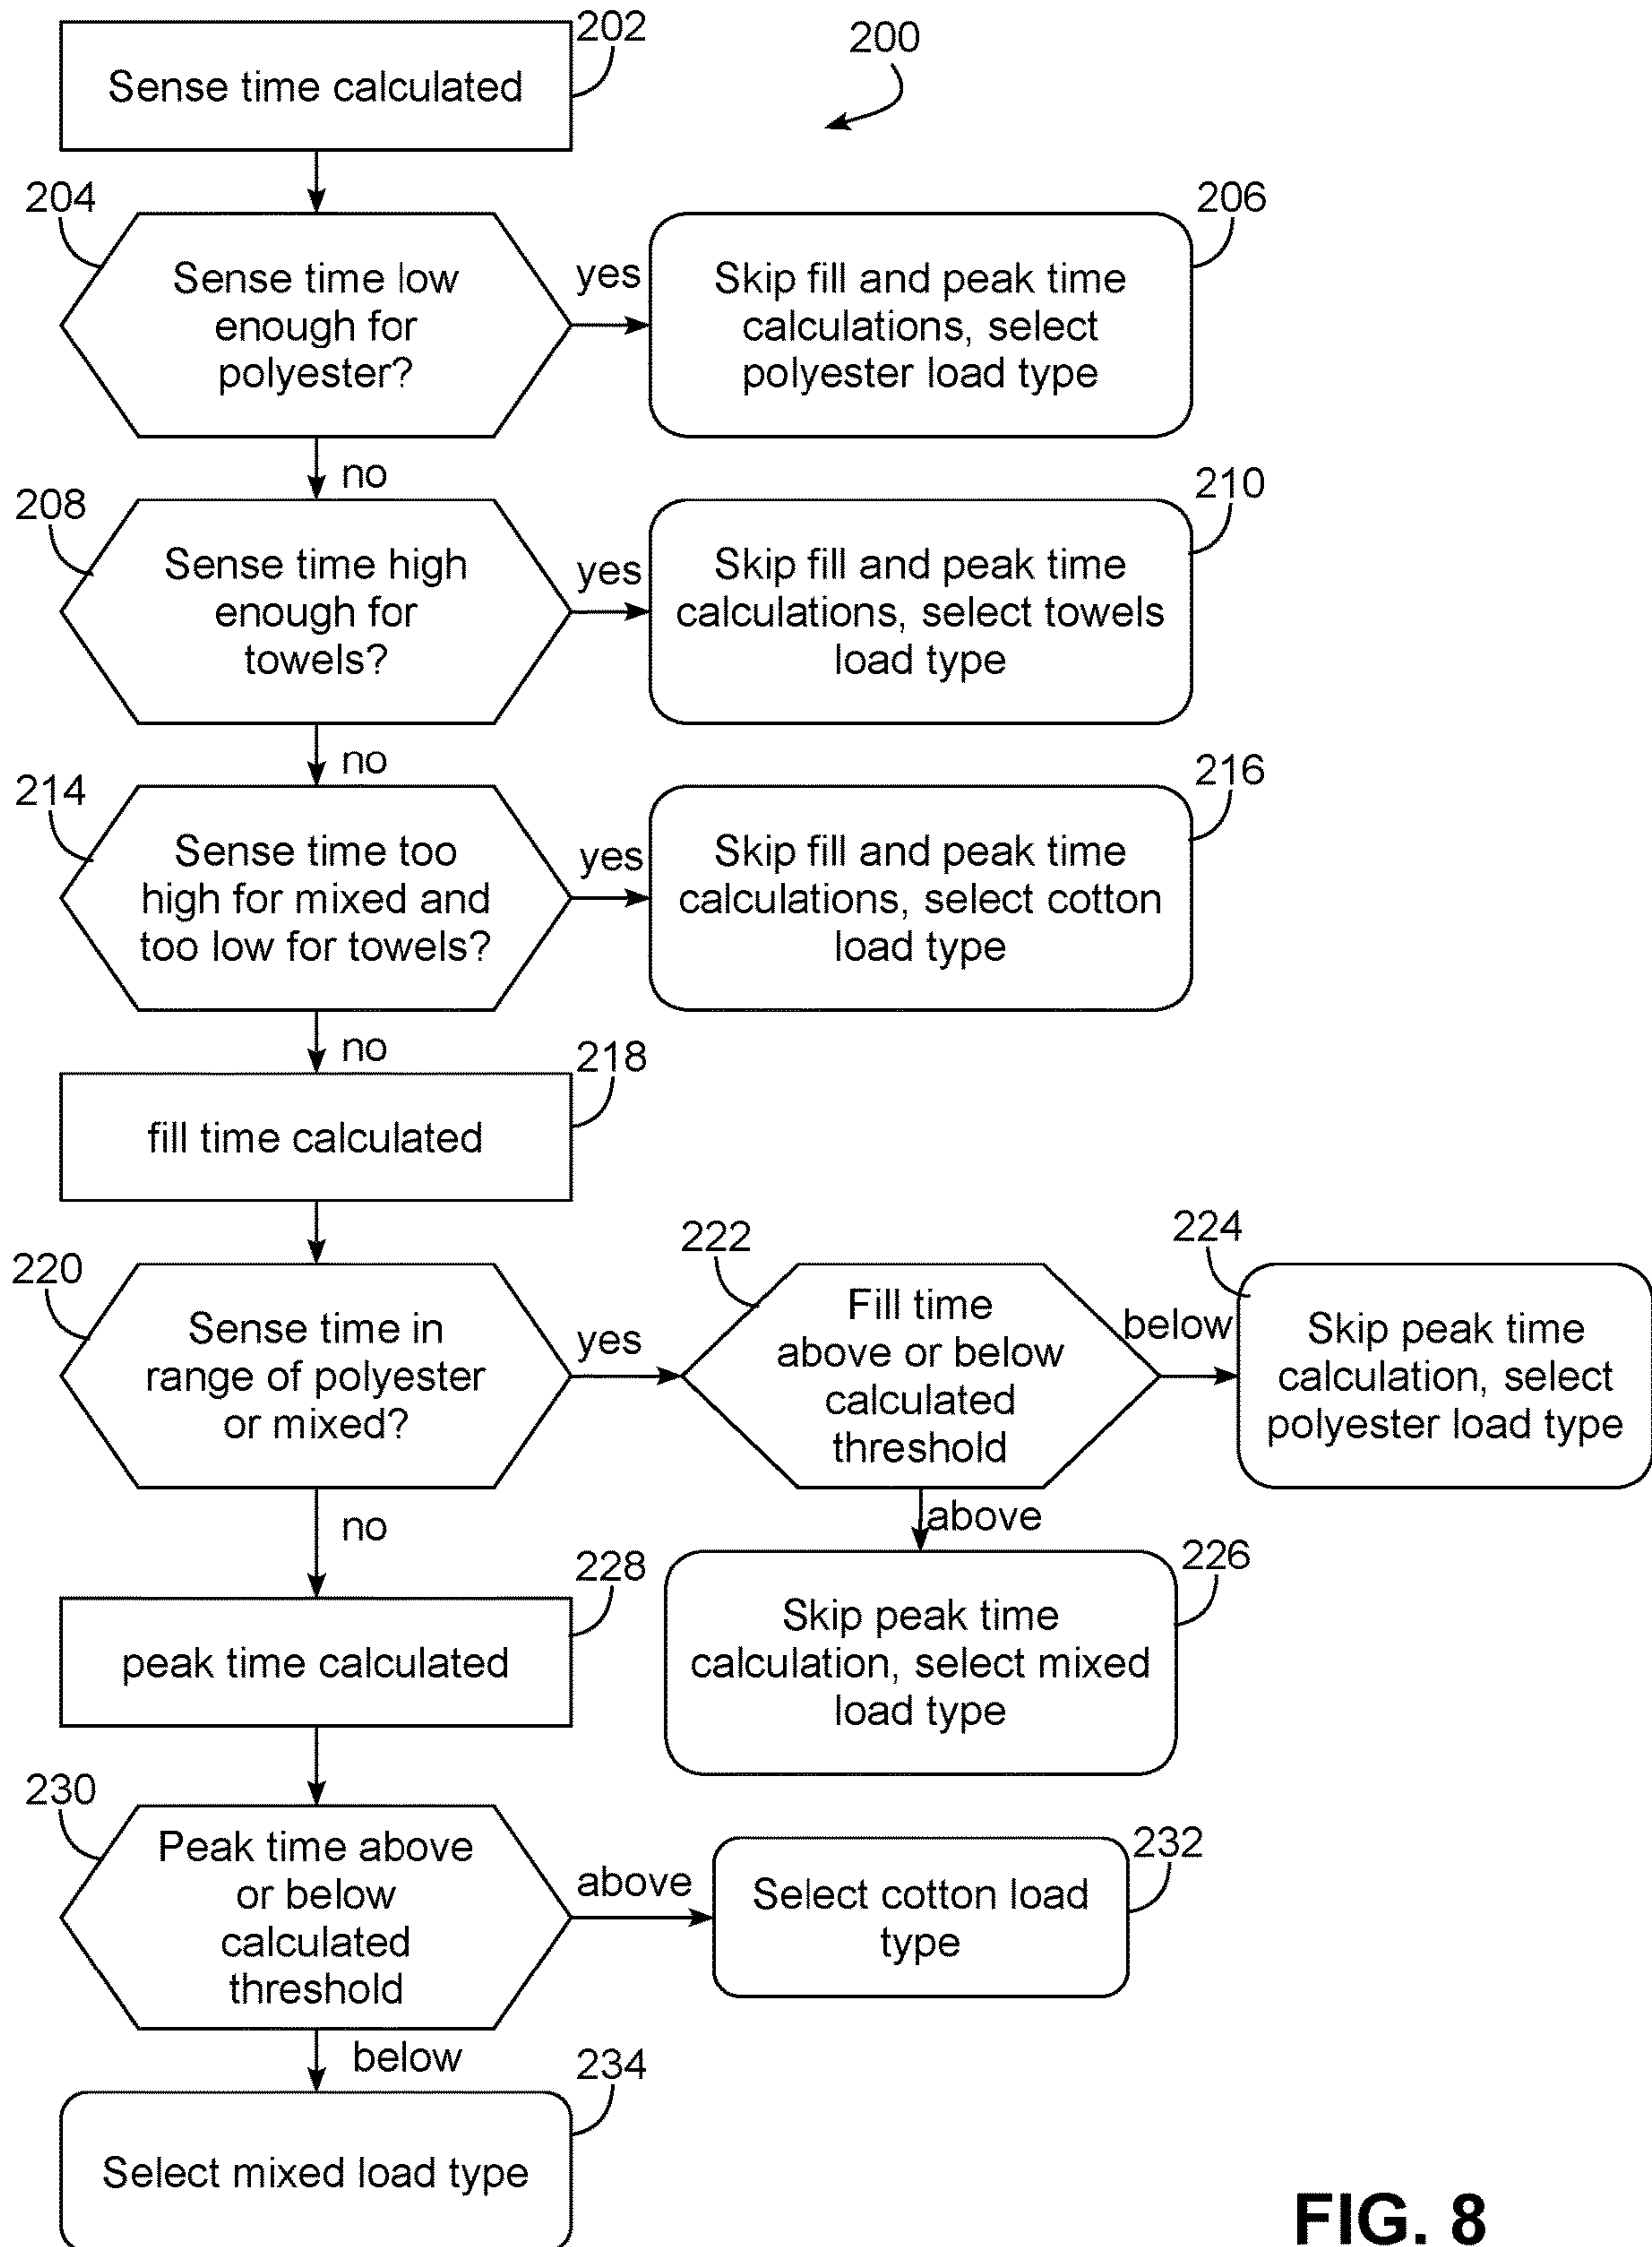 202
200
Sense time calculated
204
206
Sense time low
enough for
polyester?
yes
Skip fill and peak time
calculations, select
polyester load type
no
208
210
Sense time high
enough for
towels?
yes
Skip fill and peak time
calculations, select towels
load type
no
214
216
Sense time too
high for mixed and
too low for towels?
yes
Skip fill and peak time
calculations, select cotton
load type
no
218
fill time calculated
220
222
224
Sense time in
range of polyester
or mixed?
yes
Fill time
above or below
calculated
threshold
below
Skip peak time
calculation, select
polyester load type
above
no
226
Skip peak time
calculation, select mixed
load type
228
peak time calculated
230
232
Peak time above
or below
calculated
threshold
above
Select cotton load
type
below
234
Select mixed load type
FIG. 8